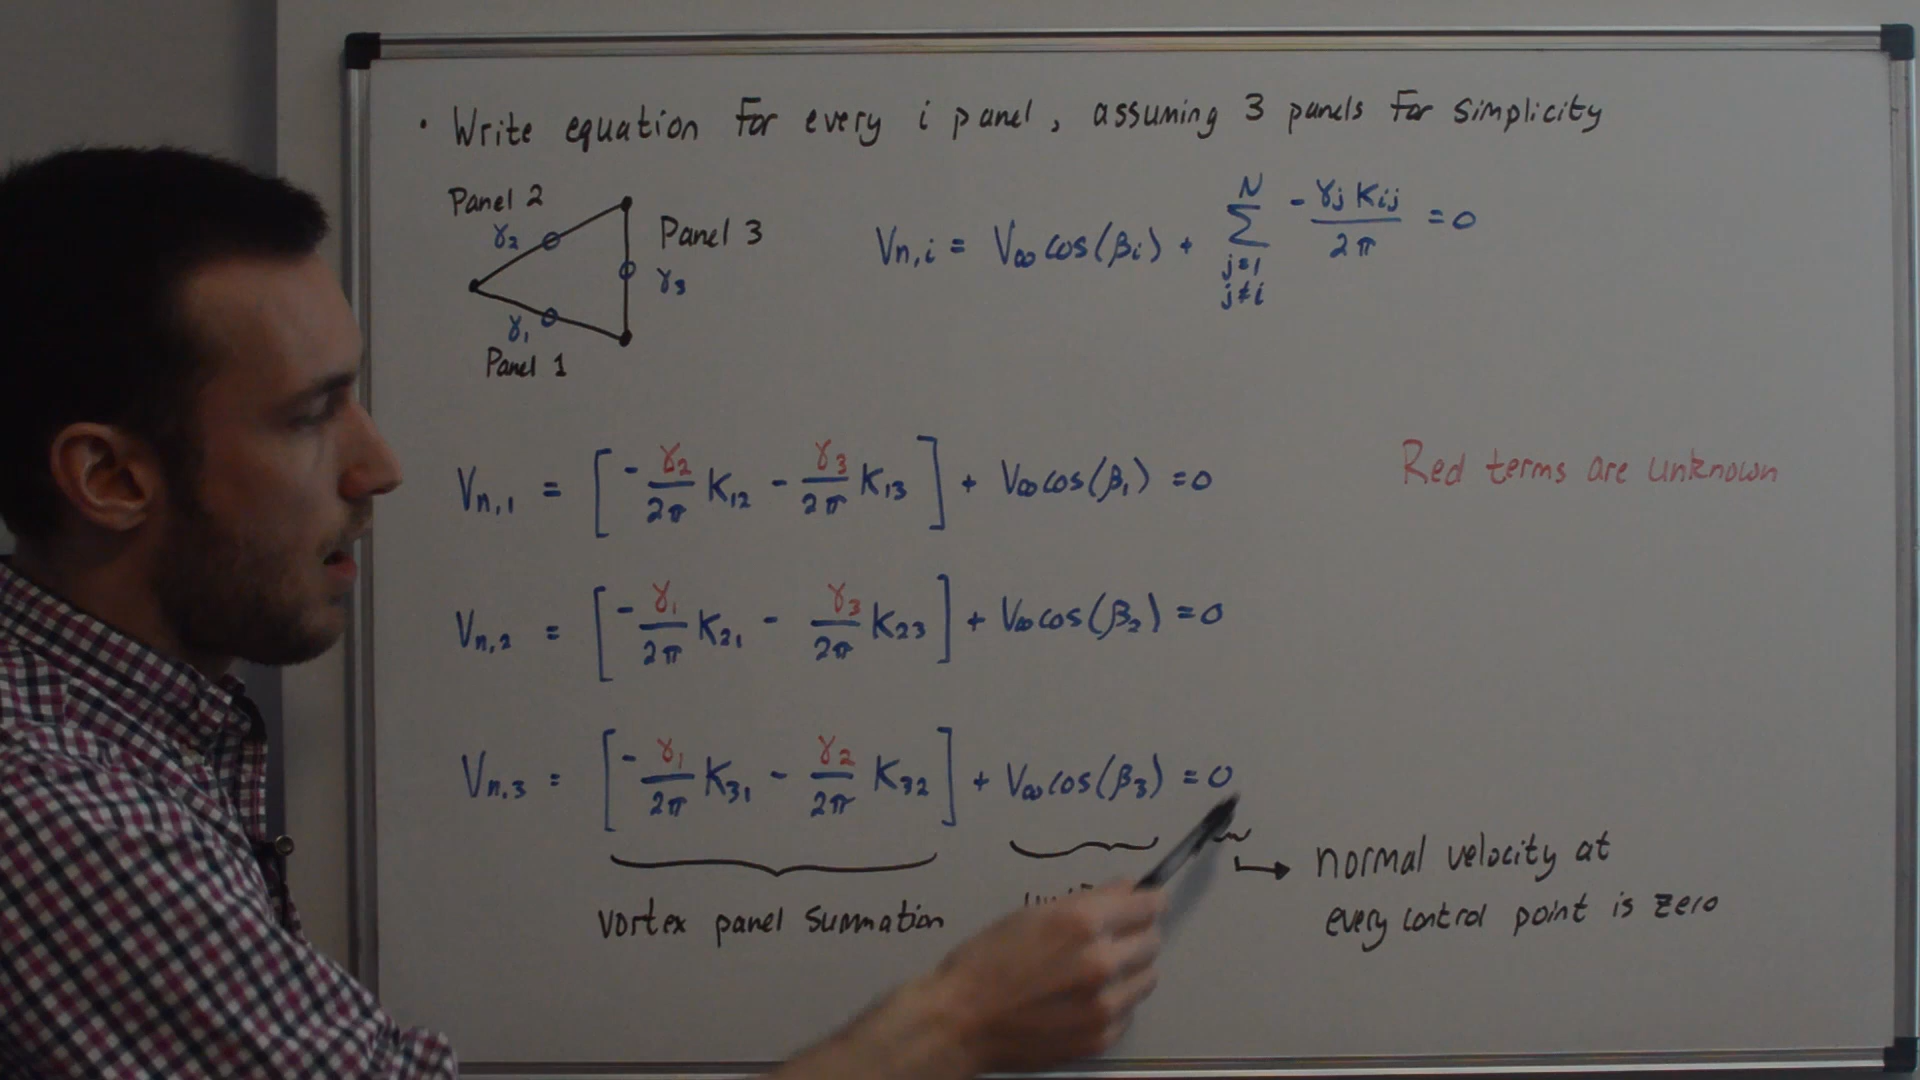 • Write equation for every i panel, assuming 3 panels for simplicity
Panel 2
γ₂
Panel 3
γ₃
γ₁
Panel 1
Vn,i = V∞ cos(βi) + Σ (j=1, j≠i; N) -γj Kij / 2π = 0
Red terms are unknown
Vn,1 = [ -γ₂/2π K₁₂ - γ₃/2π K₁₃ ] + V∞ cos(β₁) = 0
Vn,2 = [ -γ₁/2π K₂₁ - γ₃/2π K₂₃ ] + V∞ cos(β₂) = 0
Vn,3 = [ -γ₁/2π K₃₁ - γ₂/2π K₃₂ ] + V∞ cos(β₃) = 0
Vortex panel summation
normal velocity at
every control point is zero